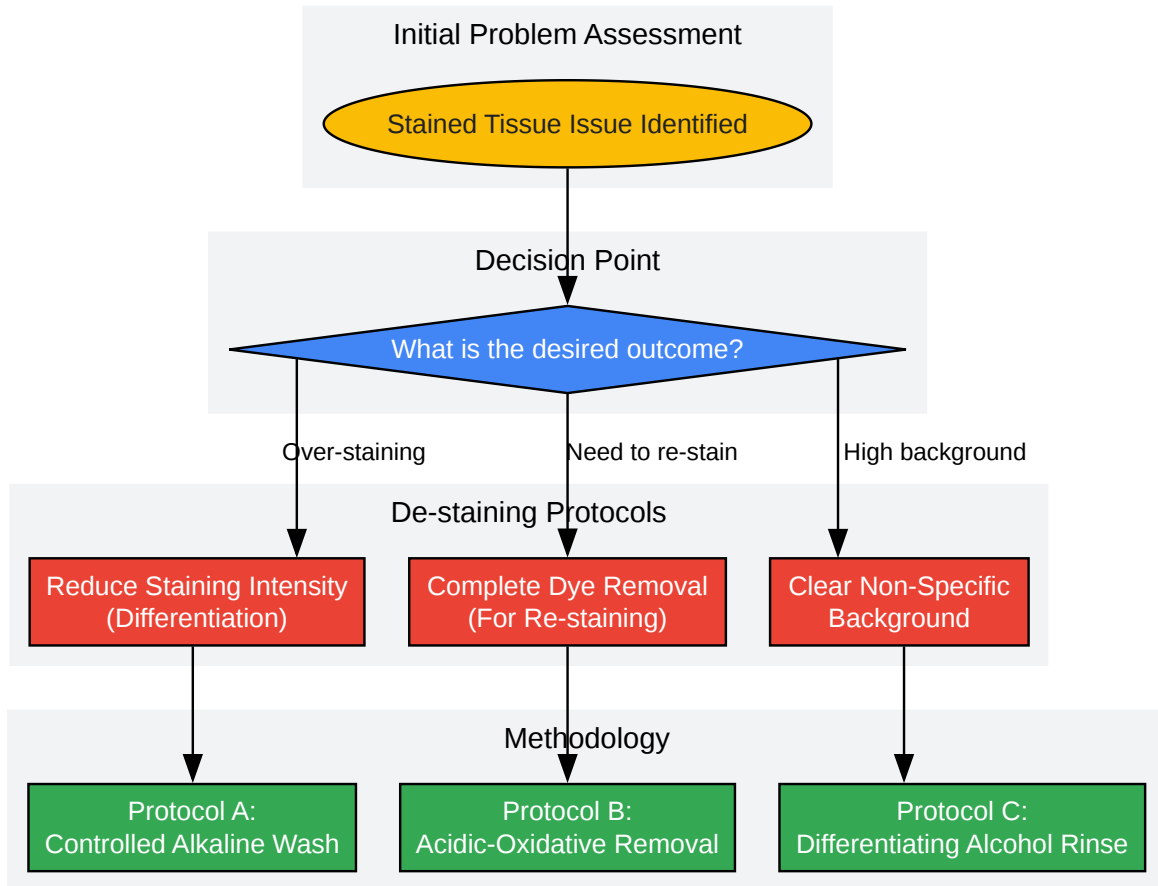 Initial Problem Assessment
Stained Tissue Issue Identified
Decision Point
What is the desired outcome?
Over-staining
Need to re-stain
High background
De-staining Protocols
Reduce Staining Intensity
(Differentiation)
Complete Dye Removal
(For Re-staining)
Clear Non-Specific
Background
Methodology
Protocol A:
Controlled Alkaline Wash
Protocol B:
Acidic-Oxidative Removal
Protocol C:
Differentiating Alcohol Rinse